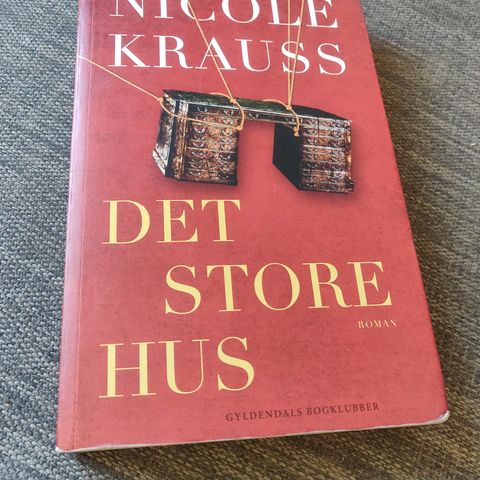 NICOLE
KRAUSS
DET
STORE
ROMAN
HUS
GYLDENDALS BOGKLUBBER